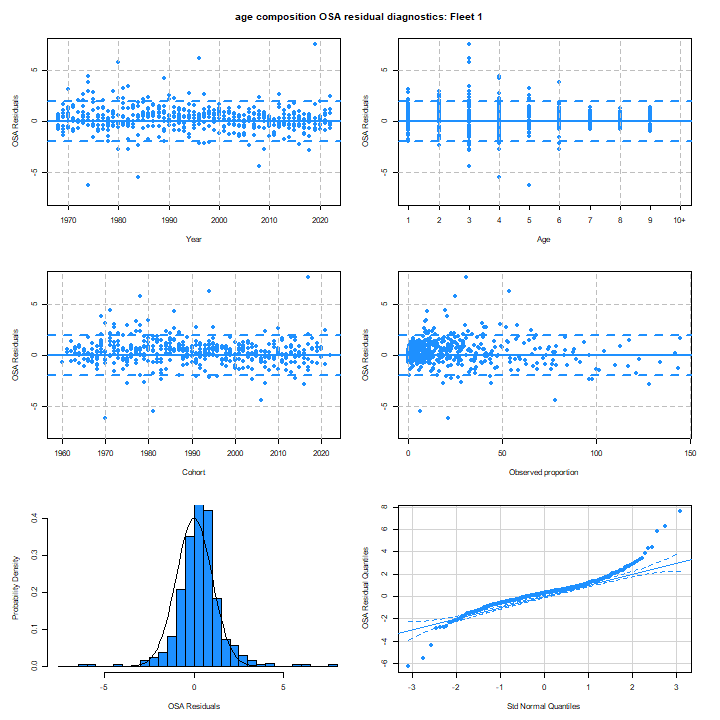 age composition OSA residual diagnostics: Fleet 1
OSA Residuals
5
0
-5
1970 1980 1990 2000 2010 2020
Year
OSA Residuals
5
0
-5
1 2 3 4 5 6 7 8 9 10+
Age
OSA Residuals
5
0
-5
1960 1970 1980 1990 2000 2010 2020
Cohort
OSA Residuals
5
0
-5
0 50 100 150
Observed proportion
Probability Density
0.4
0.3
0.2
0.1
0.0
-5 0 5
OSA Residuals
OSA Residual Quantiles
8
6
4
2
0
-2
-4
-6
-3 -2 -1 0 1 2 3
Std Normal Quantiles